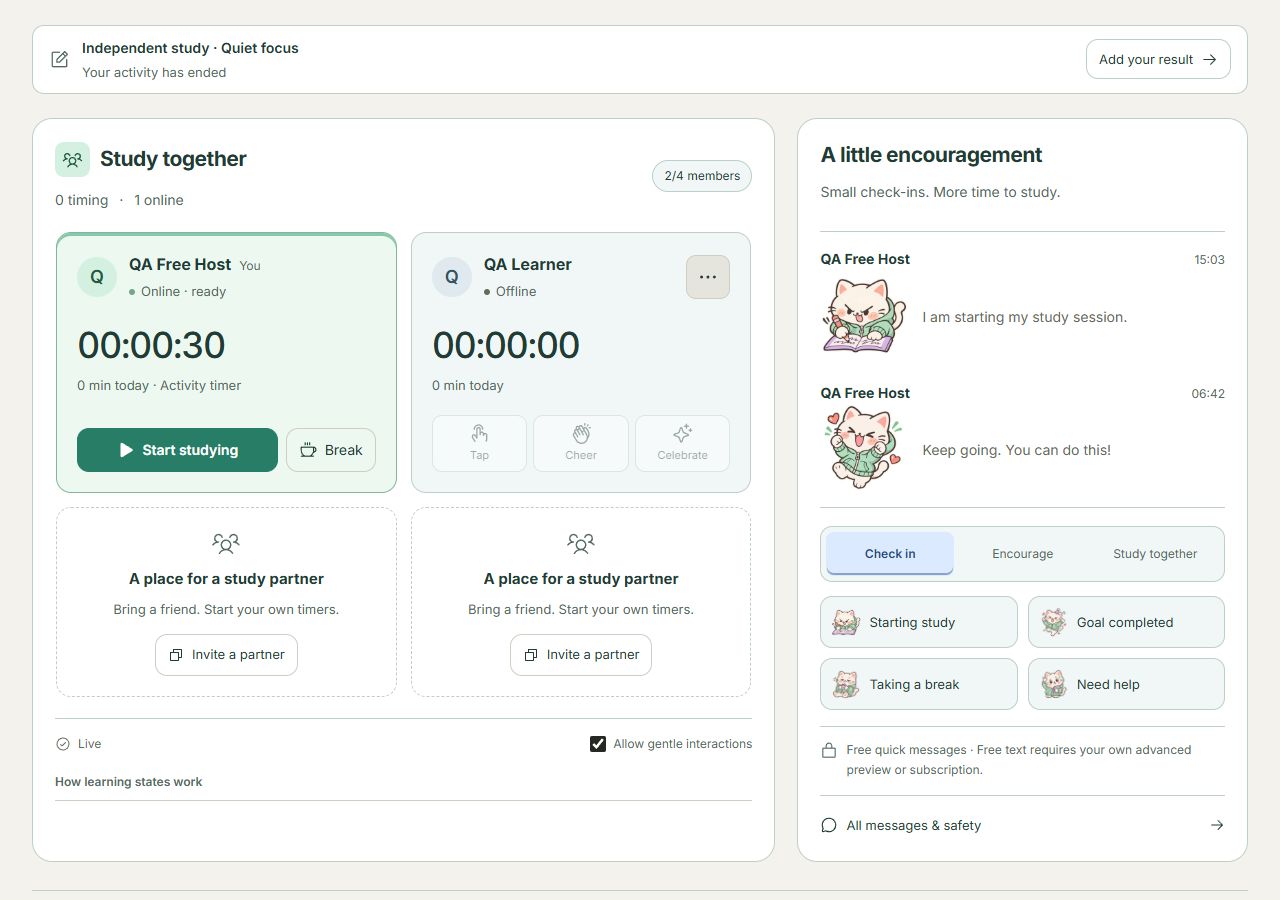 Independent study · Quiet focus
Your activity has ended
Add your result
Study together
0 timing · 1 online
2/4 members
Q
QA Free Host You
Online · ready
00:00:30
0 min today · Activity timer
Start studying
Break
Q
QA Learner
Offline
00:00:00
0 min today
Tap
Cheer
Celebrate
A place for a study partner
Bring a friend. Start your own timers.
Invite a partner
A place for a study partner
Bring a friend. Start your own timers.
Invite a partner
Live
Allow gentle interactions
How learning states work
A little encouragement
Small check-ins. More time to study.
QA Free Host 15:03
I am starting my study session.
QA Free Host 06:42
Keep going. You can do this!
Check in
Encourage
Study together
Starting study
Goal completed
Taking a break
Need help
Free quick messages · Free text requires your own advanced
preview or subscription.
All messages & safety